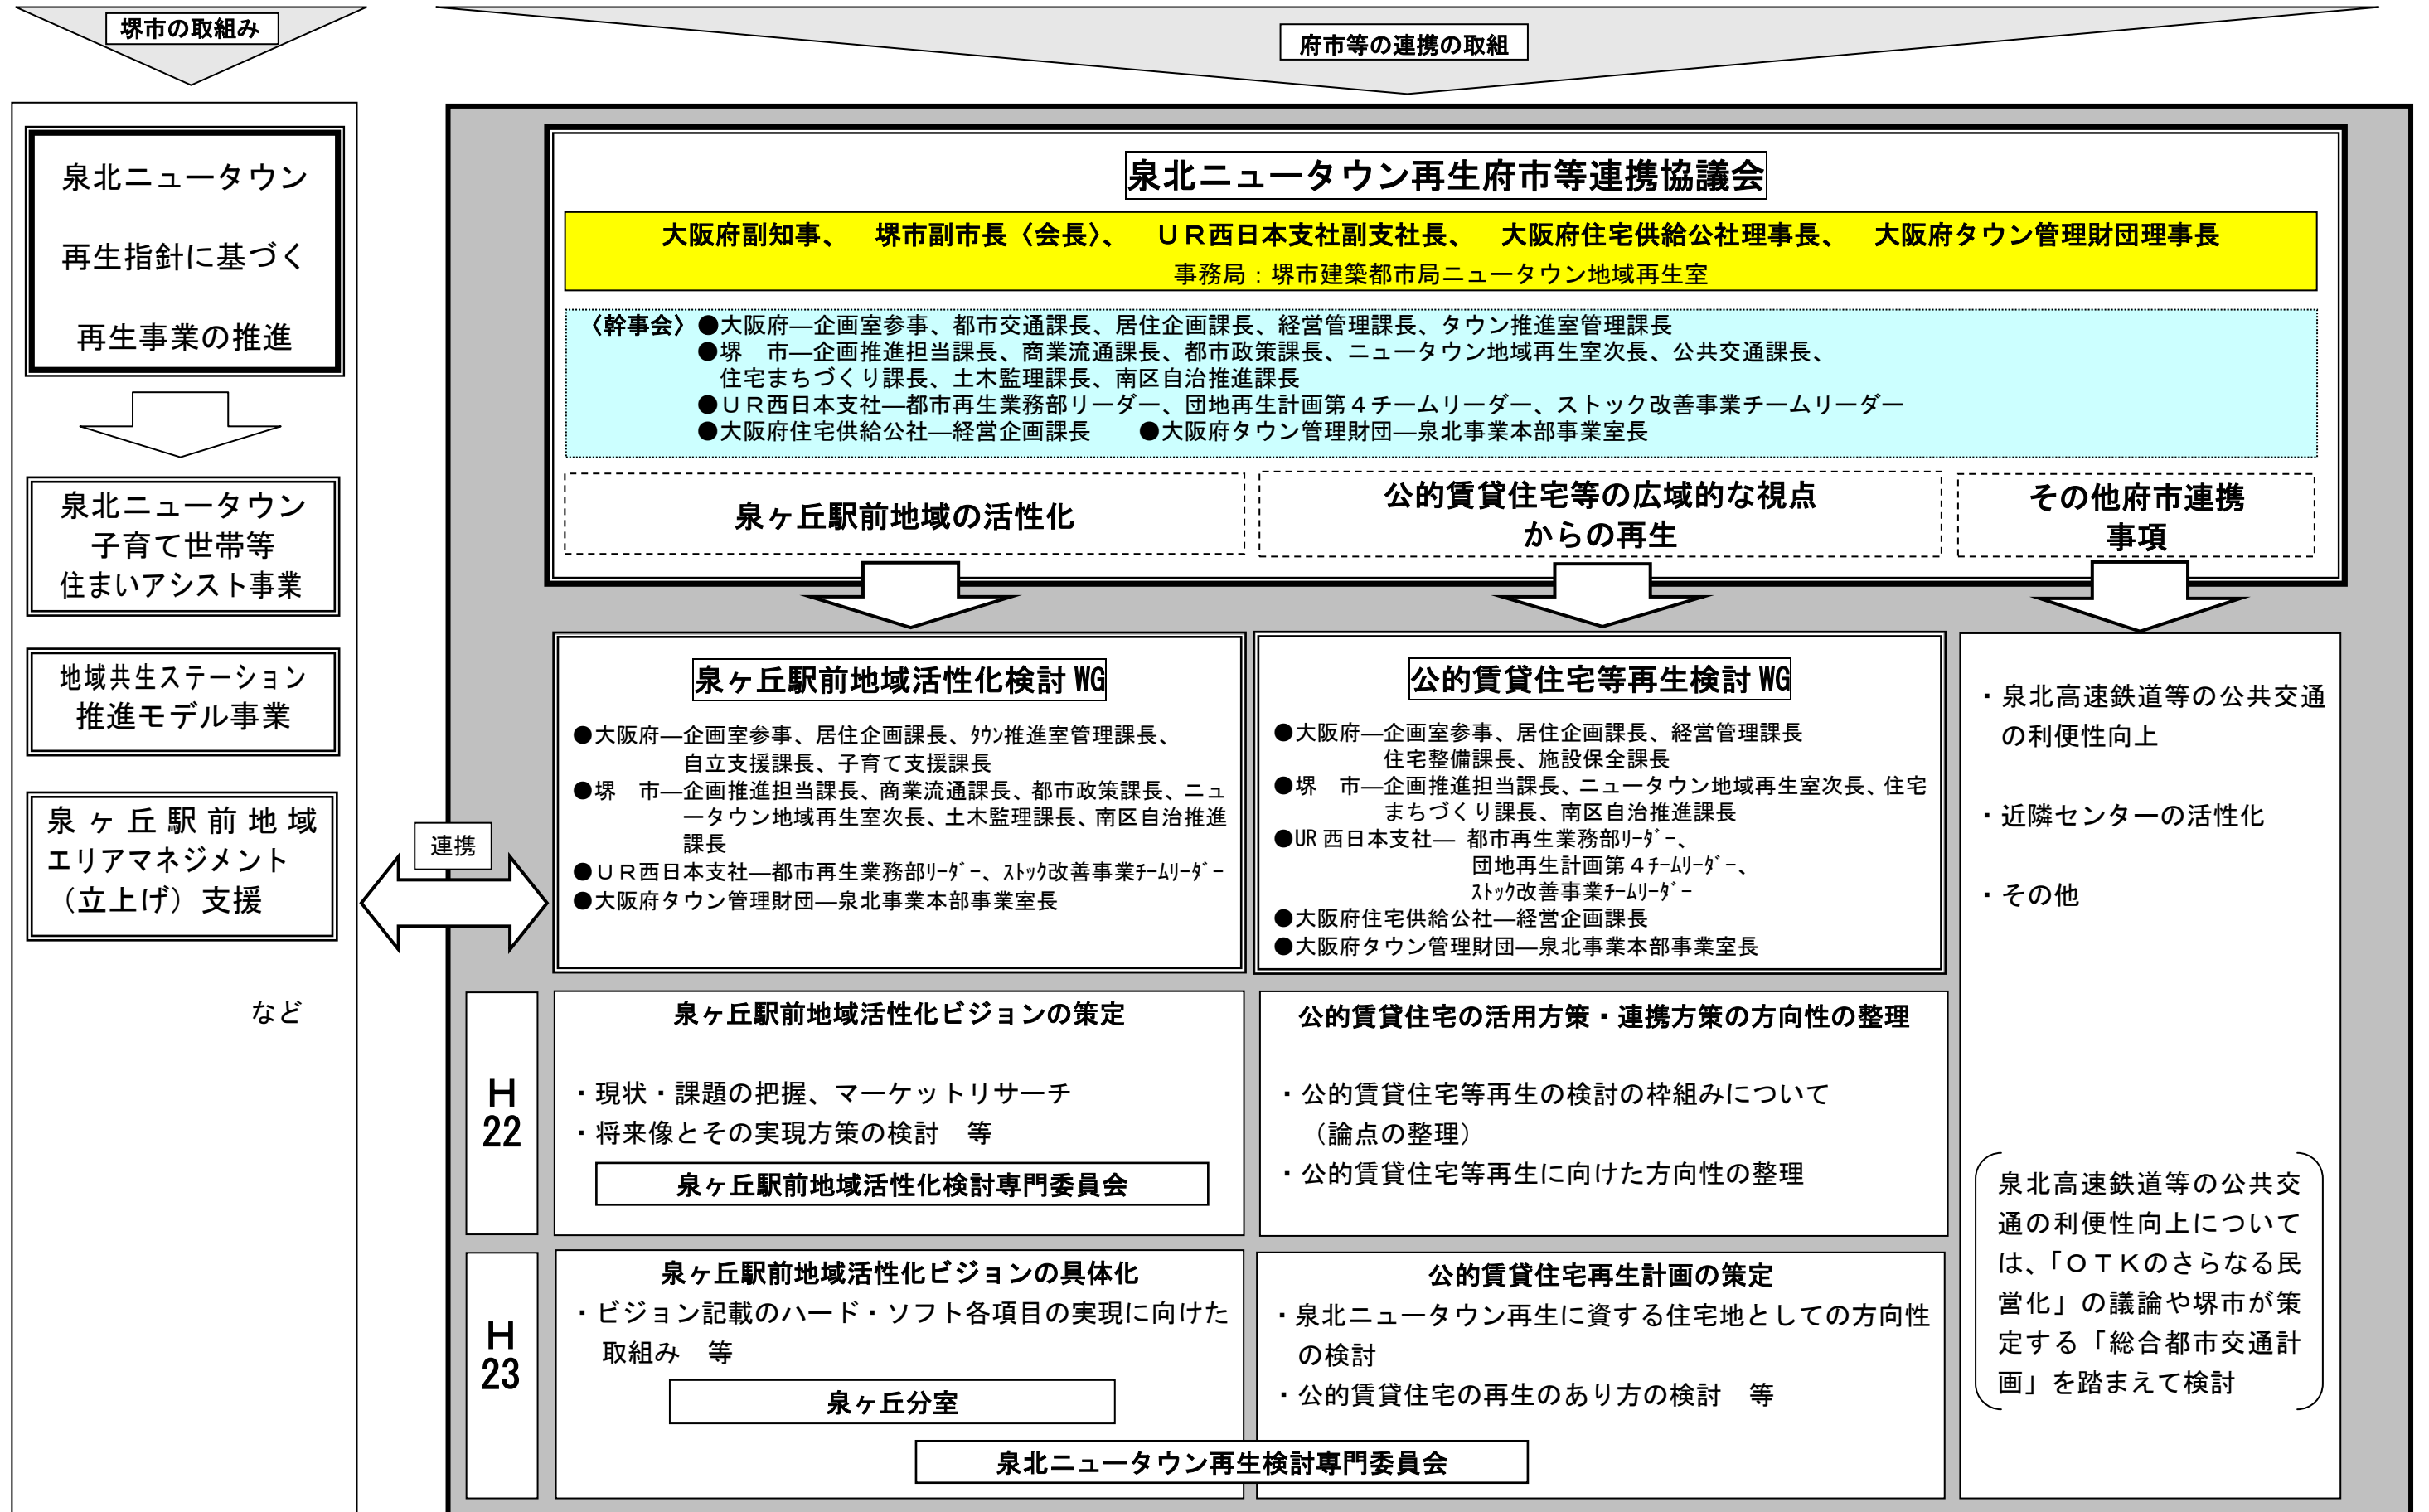 堺市の取組み
府市等の連携の取組
泉北ニュータウン
再生指針に基づく
再生事業の推進
泉北ニュータウン
子育て世帯等
住まいアシスト事業
地域共生ステーション
推進モデル事業
泉ヶ丘駅前地域
エリアマネジメント
（立上げ）支援
など
連携
泉北ニュータウン再生府市等連携協議会
大阪府副知事、　堺市副市長〈会長〉、　ＵＲ西日本支社副支社長、　大阪府住宅供給公社理事長、　大阪府タウン管理財団理事長
事務局：堺市建築都市局ニュータウン地域再生室
〈幹事会〉●大阪府―企画室参事、都市交通課長、居住企画課長、経営管理課長、タウン推進室管理課長
●堺　市―企画推進担当課長、商業流通課長、都市政策課長、ニュータウン地域再生室次長、公共交通課長、
住宅まちづくり課長、土木監理課長、南区自治推進課長
●ＵＲ西日本支社―都市再生業務部リーダー、団地再生計画第４チームリーダー、ストック改善事業チームリーダー
●大阪府住宅供給公社―経営企画課長　　●大阪府タウン管理財団―泉北事業本部事業室長
泉ヶ丘駅前地域の活性化
公的賃貸住宅等の広域的な視点
からの再生
その他府市連携
事項
泉ヶ丘駅前地域活性化検討 WG
●大阪府―企画室参事、居住企画課長、ﾀｳﾝ推進室管理課長、
自立支援課長、子育て支援課長
●堺　市―企画推進担当課長、商業流通課長、都市政策課長、ニュ
ータウン地域再生室次長、土木監理課長、南区自治推進
課長
●ＵＲ西日本支社―都市再生業務部ﾘｰﾀﾞｰ、ｽﾄｯｸ改善事業ﾁｰﾑﾘｰﾀﾞｰ
●大阪府タウン管理財団―泉北事業本部事業室長
公的賃貸住宅等再生検討 WG
●大阪府―企画室参事、居住企画課長、経営管理課長
住宅整備課長、施設保全課長
●堺　市―企画推進担当課長、ニュータウン地域再生室次長、住宅
まちづくり課長、南区自治推進課長
●UR 西日本支社― 都市再生業務部ﾘｰﾀﾞｰ、
団地再生計画第４ﾁｰﾑﾘｰﾀﾞｰ、
ｽﾄｯｸ改善事業ﾁｰﾑﾘｰﾀﾞｰ
●大阪府住宅供給公社―経営企画課長
●大阪府タウン管理財団―泉北事業本部事業室長
・泉北高速鉄道等の公共交通
の利便性向上
・近隣センターの活性化
・その他
H
22
泉ヶ丘駅前地域活性化ビジョンの策定
・現状・課題の把握、マーケットリサーチ
・将来像とその実現方策の検討　等
泉ヶ丘駅前地域活性化検討専門委員会
公的賃貸住宅の活用方策・連携方策の方向性の整理
・公的賃貸住宅等再生の検討の枠組みについて
（論点の整理）
・公的賃貸住宅等再生に向けた方向性の整理
H
23
泉ヶ丘駅前地域活性化ビジョンの具体化
・ビジョン記載のハード・ソフト各項目の実現に向けた
取組み　等
泉ヶ丘分室
公的賃貸住宅再生計画の策定
・泉北ニュータウン再生に資する住宅地としての方向性
の検討
・公的賃貸住宅の再生のあり方の検討　等
泉北ニュータウン再生検討専門委員会
泉北高速鉄道等の公共交
通の利便性向上について
は、「ＯＴＫのさらなる民
営化」の議論や堺市が策
定する「総合都市交通計
画」を踏まえて検討